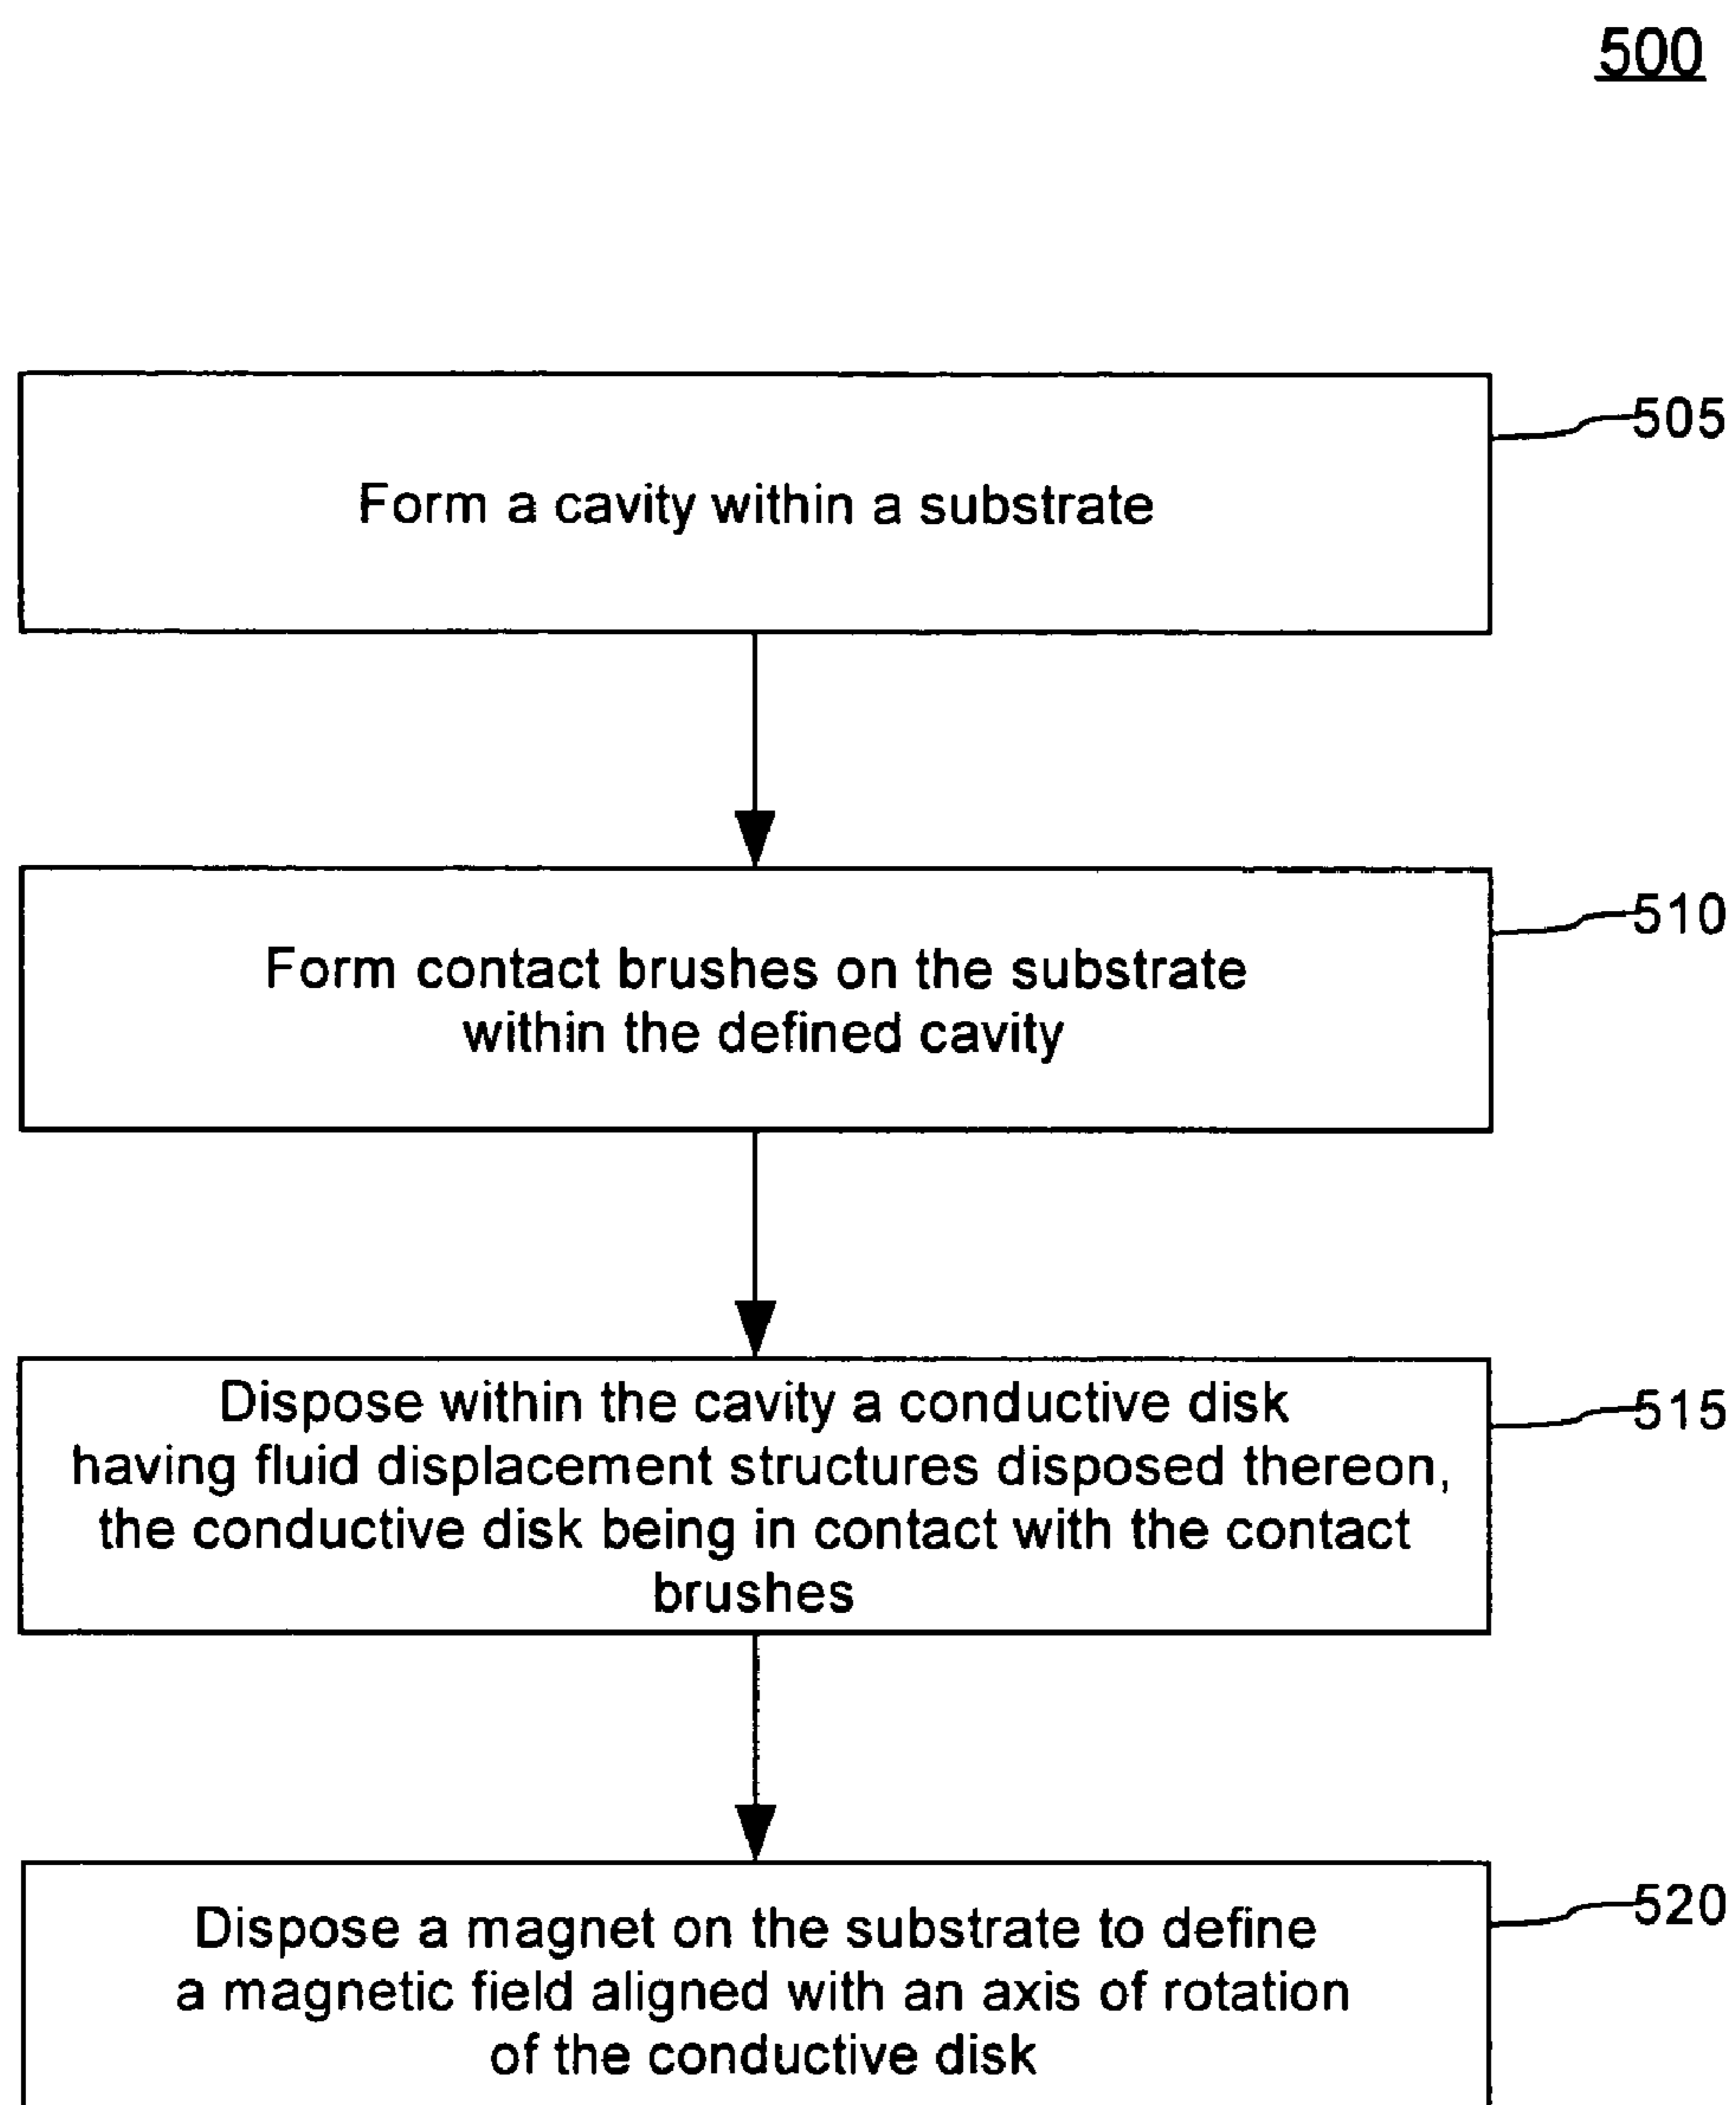 500
505
Form a cavity within a substrate
510
Form contact brushes on the substrate
within the defined cavity
515
Dispose within the cavity a conductive disk
having fluid displacement structures disposed thereon,
the conductive disk being in contact with the contact
brushes
520
Dispose a magnet on the substrate to define
a magnetic field aligned with an axis of rotation
of the conductive disk